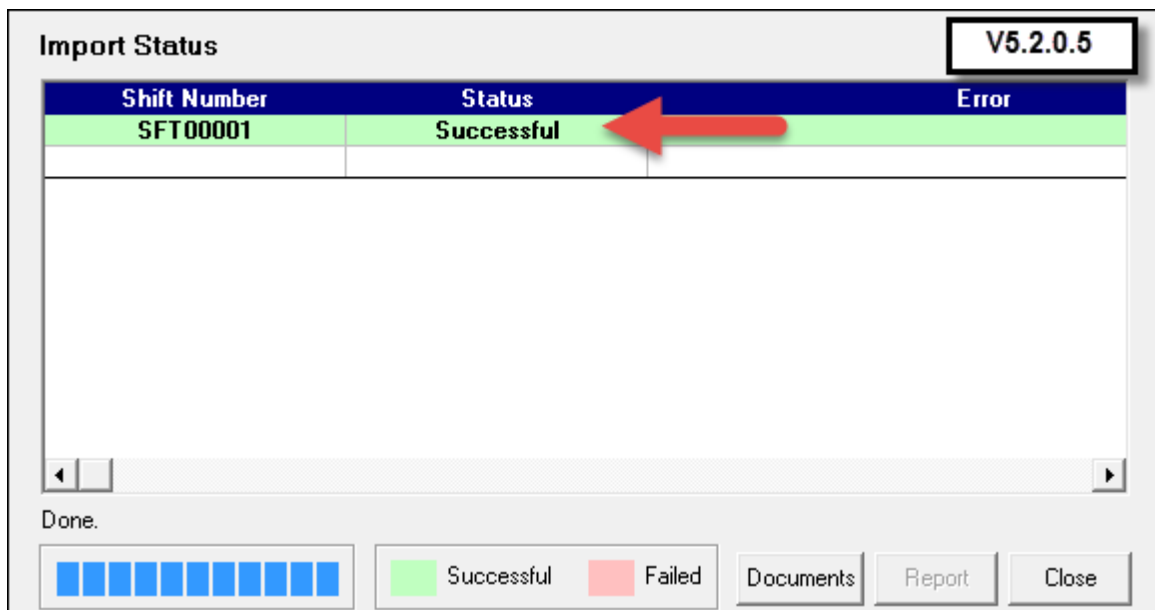 Import Status
V5.2.0.5
Shift Number Status Error
SFT00001 Successful
Done.
Successful Failed Documents Report Close